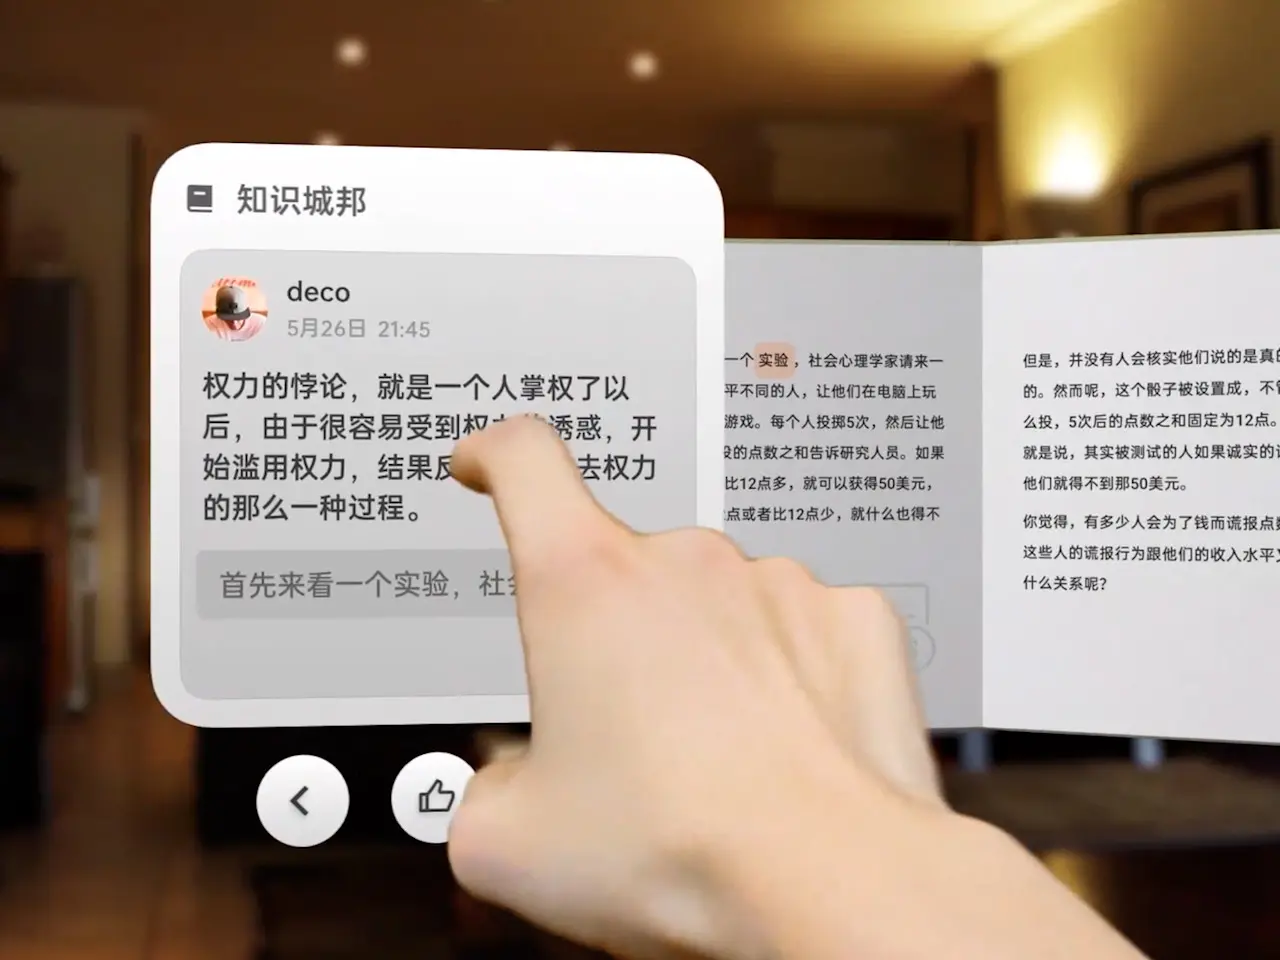 知识城邦
deco
5月26日 21:45
权力的悖论，就是一个人掌权了以
后，由于很容易受到权 诱惑，开
始滥用权力，结果 去权力
的那么一种过程。
首先来看一个实验，社
一个实验，社会心理学家请来一
平不同的人，让他们在电脑上玩
游戏。每个人投掷5次，然后让他
的点数之和告诉研究人员。如果
比12点多，就可以获得50美元，
点或者比12点少，就什么也得不
但是，并没有人会核实他们说的是真
的。然而呢，这个骰子被设置成，不
么投，5次后的点数之和固定为12点。
就是说，其实被测试的人如果诚实的
他们就得不到那50美元。
你觉得，有多少人会为了钱而谎报点
这些人的谎报行为跟他们的收入水平
什么关系呢？